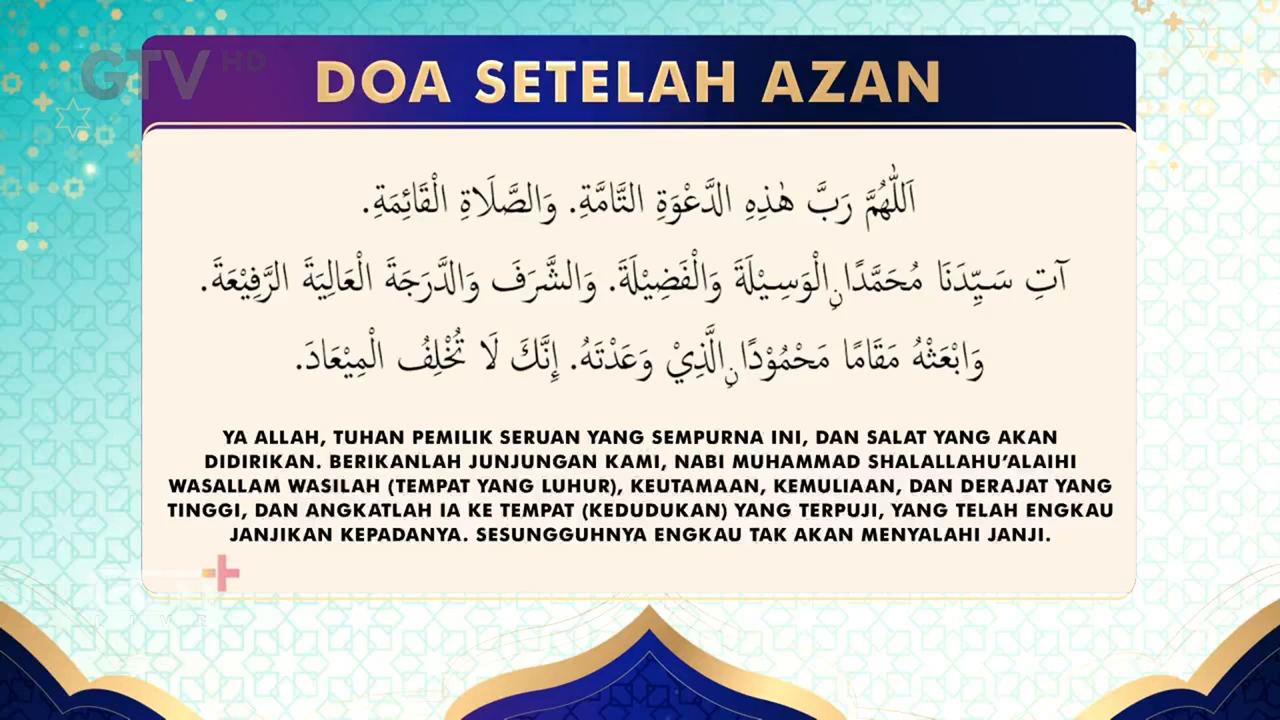 GTV HD
DOA SETELAH AZAN
اَللّٰهُمَّ رَبَّ هٰذِهِ الدَّعْوَةِ التَّامَّةِ. وَالصَّلَاةِ الْقَائِمَةِ.
آتِ سَيِّدَنَا مُحَمَّدًا نِالْوَسِيْلَةَ وَالْفَضِيْلَةَ. وَالشَّرَفَ وَالدَّرَجَةَ الْعَالِيَةَ الرَّفِيْعَةَ.
وَابْعَثْهُ مَقَامًا مَحْمُوْدًا نِالَّذِيْ وَعَدْتَهُ. إِنَّكَ لَا تُخْلِفُ الْمِيْعَادَ.
YA ALLAH, TUHAN PEMILIK SERUAN YANG SEMPURNA INI, DAN SALAT YANG AKAN
DIDIRIKAN. BERIKANLAH JUNJUNGAN KAMI, NABI MUHAMMAD SHALALLAHU’ALAIHI
WASALLAM WASILAH (TEMPAT YANG LUHUR), KEUTAMAAN, KEMULIAAN, DAN DERAJAT YANG
TINGGI, DAN ANGKATLAH IA KE TEMPAT (KEDUDUKAN) YANG TERPUJI, YANG TELAH ENGKAU
JANJIKAN KEPADANYA. SESUNGGUHNYA ENGKAU TAK AKAN MENYALAHI JANJI.